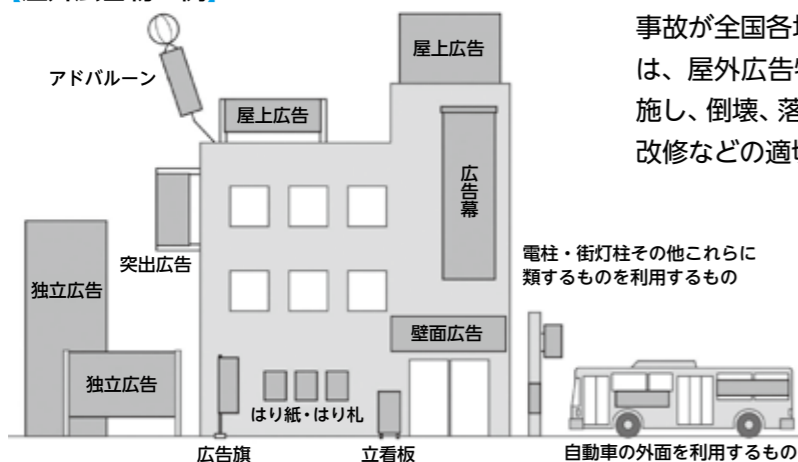 事故が全国各
は、屋外広告
施し、倒壊、落
改修などの適
アドバルーン
屋上広告
屋上広告
広告幕
突出広告
独立広告
独立広告
壁面広告
電柱・街灯柱その他これらに
類するものを利用するもの
はり紙・はり札
広告旗
立看板
自動車の外面を利用するもの